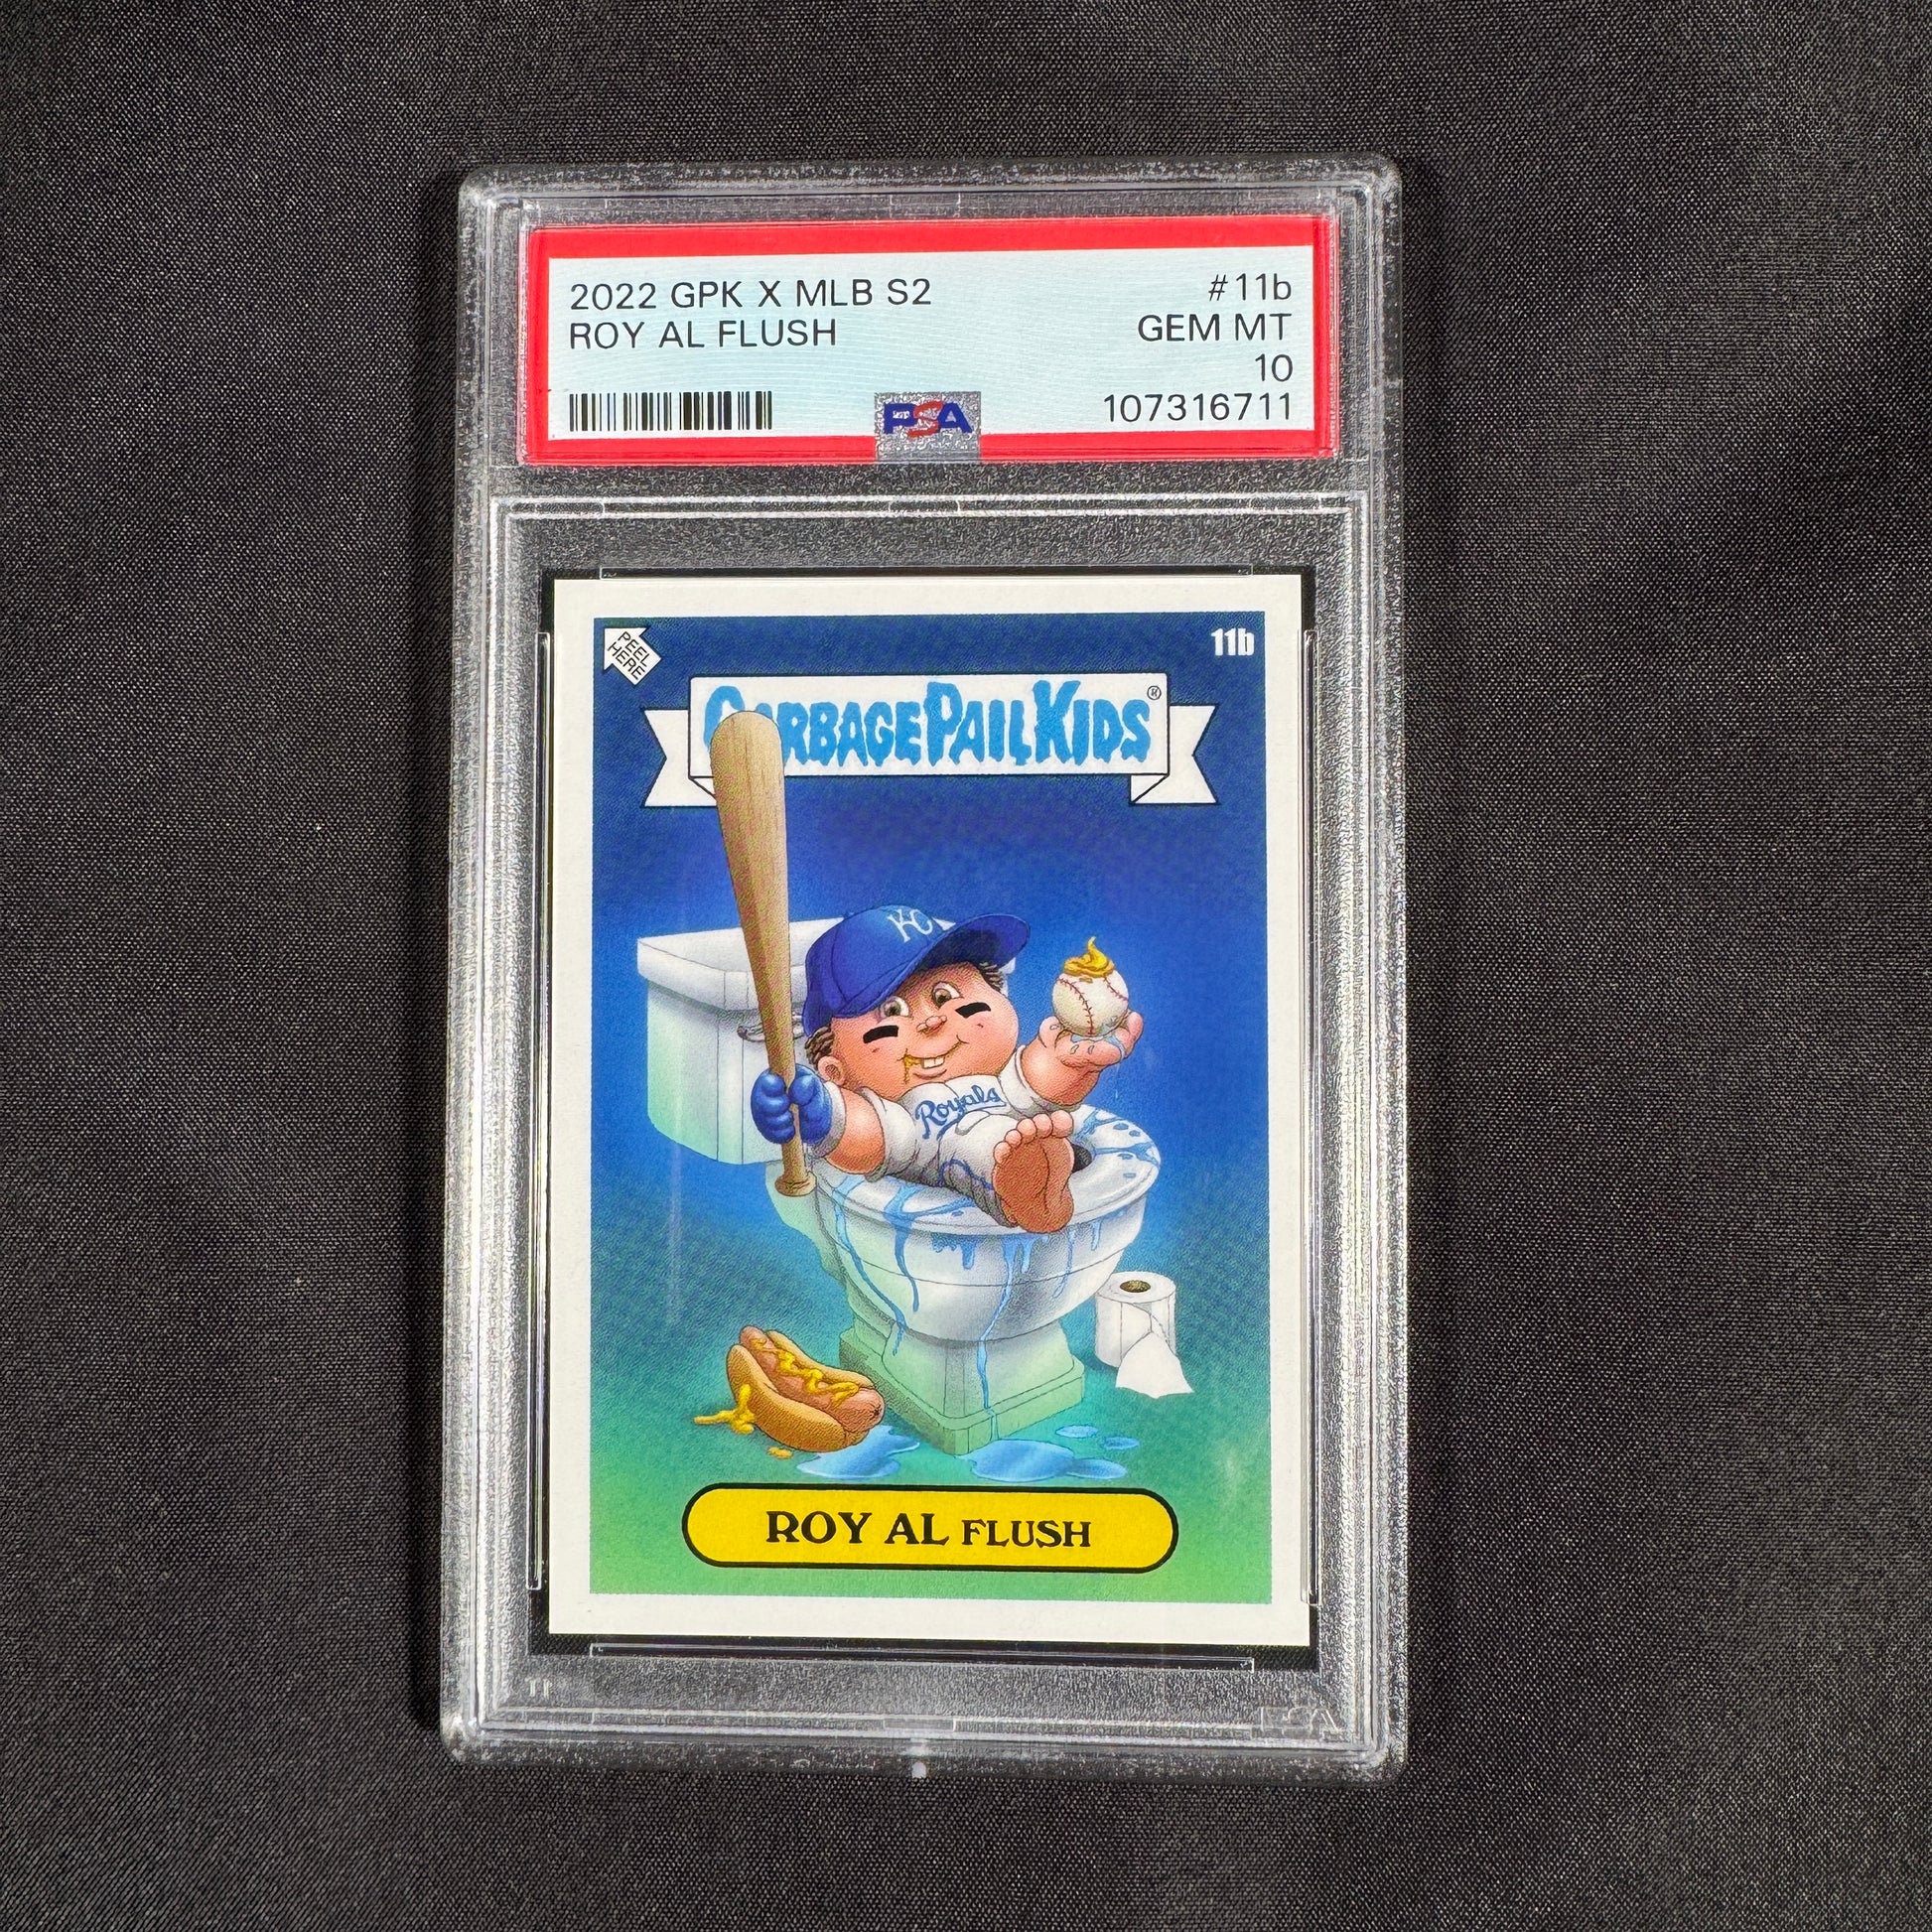 2022 GPK X MLB S2 #11b
ROY AL FLUSH GEM MT
10
PSA 107316711
PEEL HERE
11b
GARBAGE PAIL KIDS®
KC
Royals
ROY AL FLUSH
PSA